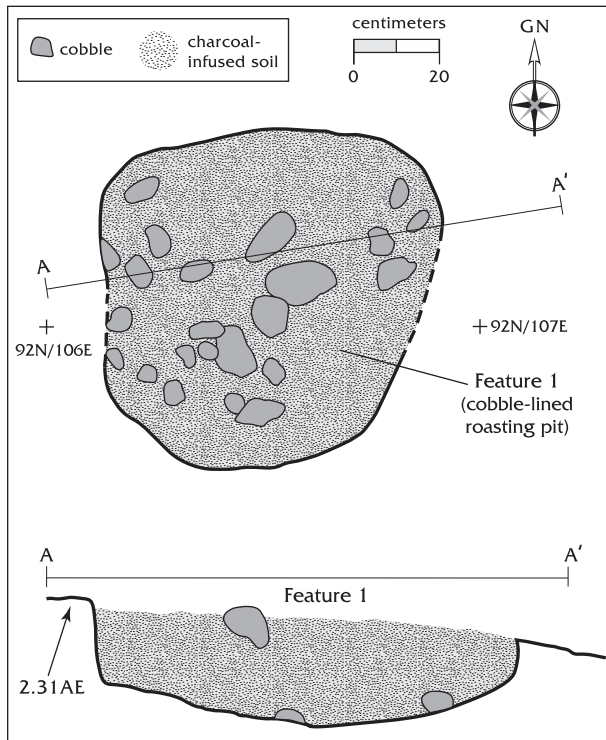 cobble
charcoal-
infused soil
centimeters
0 20
GN
A
A'
92N/106E
92N/107E
Feature 1
(cobble-lined
roasting pit)
A A'
Feature 1
2.31AE